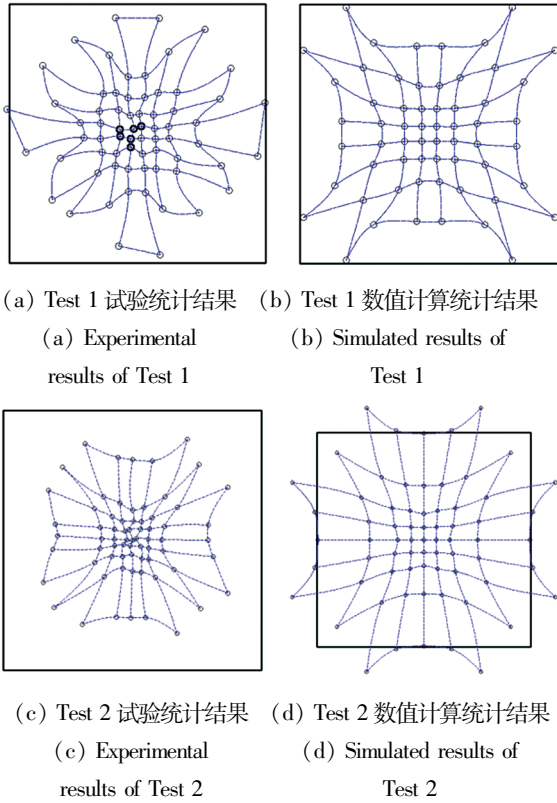 (a) Test 1 试验统计结果 (b) Test 1 数值计算统计结果
(a) Experimental (b) Simulated results of
results of Test 1 Test 1
(c) Test 2 试验统计结果 (d) Test 2 数值计算统计结果
(c) Experimental (d) Simulated results of
results of Test 2 Test 2